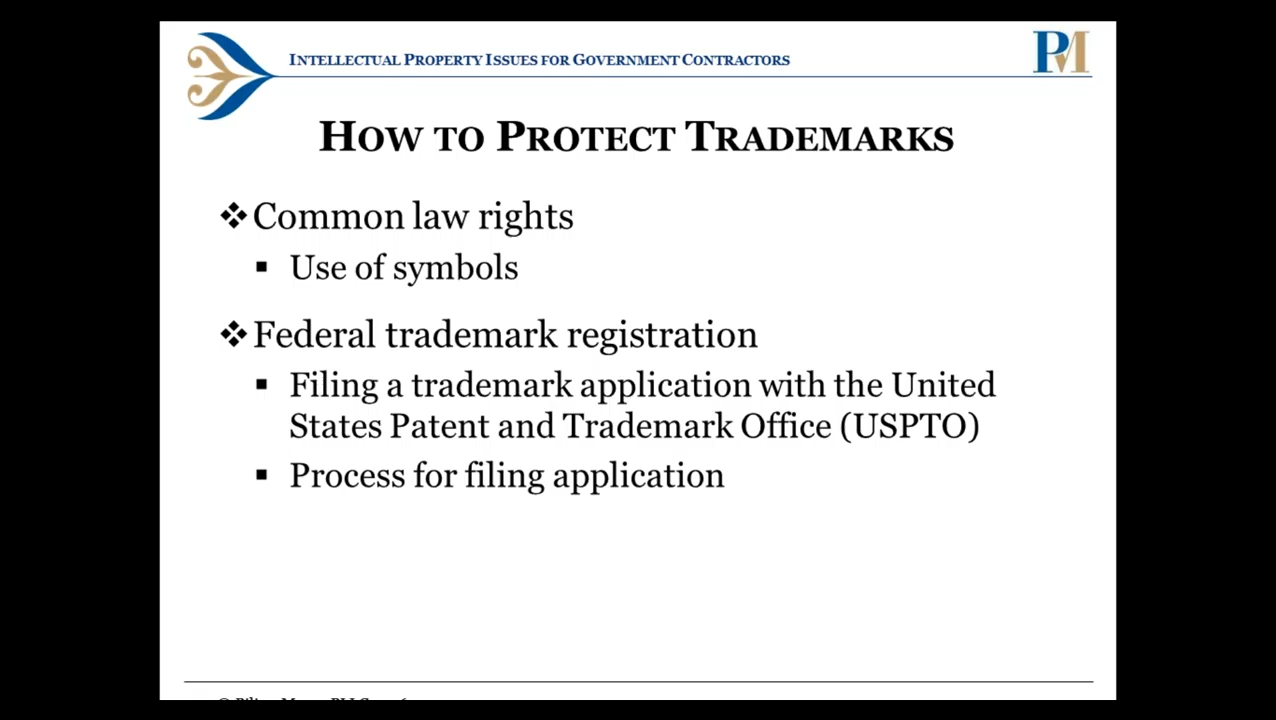 INTELLECTUAL PROPERTY ISSUES FOR GOVERNMENT CONTRACTORS
PM
HOW TO PROTECT TRADEMARKS
❖ Common law rights
▪ Use of symbols
❖ Federal trademark registration
▪ Filing a trademark application with the United
States Patent and Trademark Office (USPTO)
▪ Process for filing application